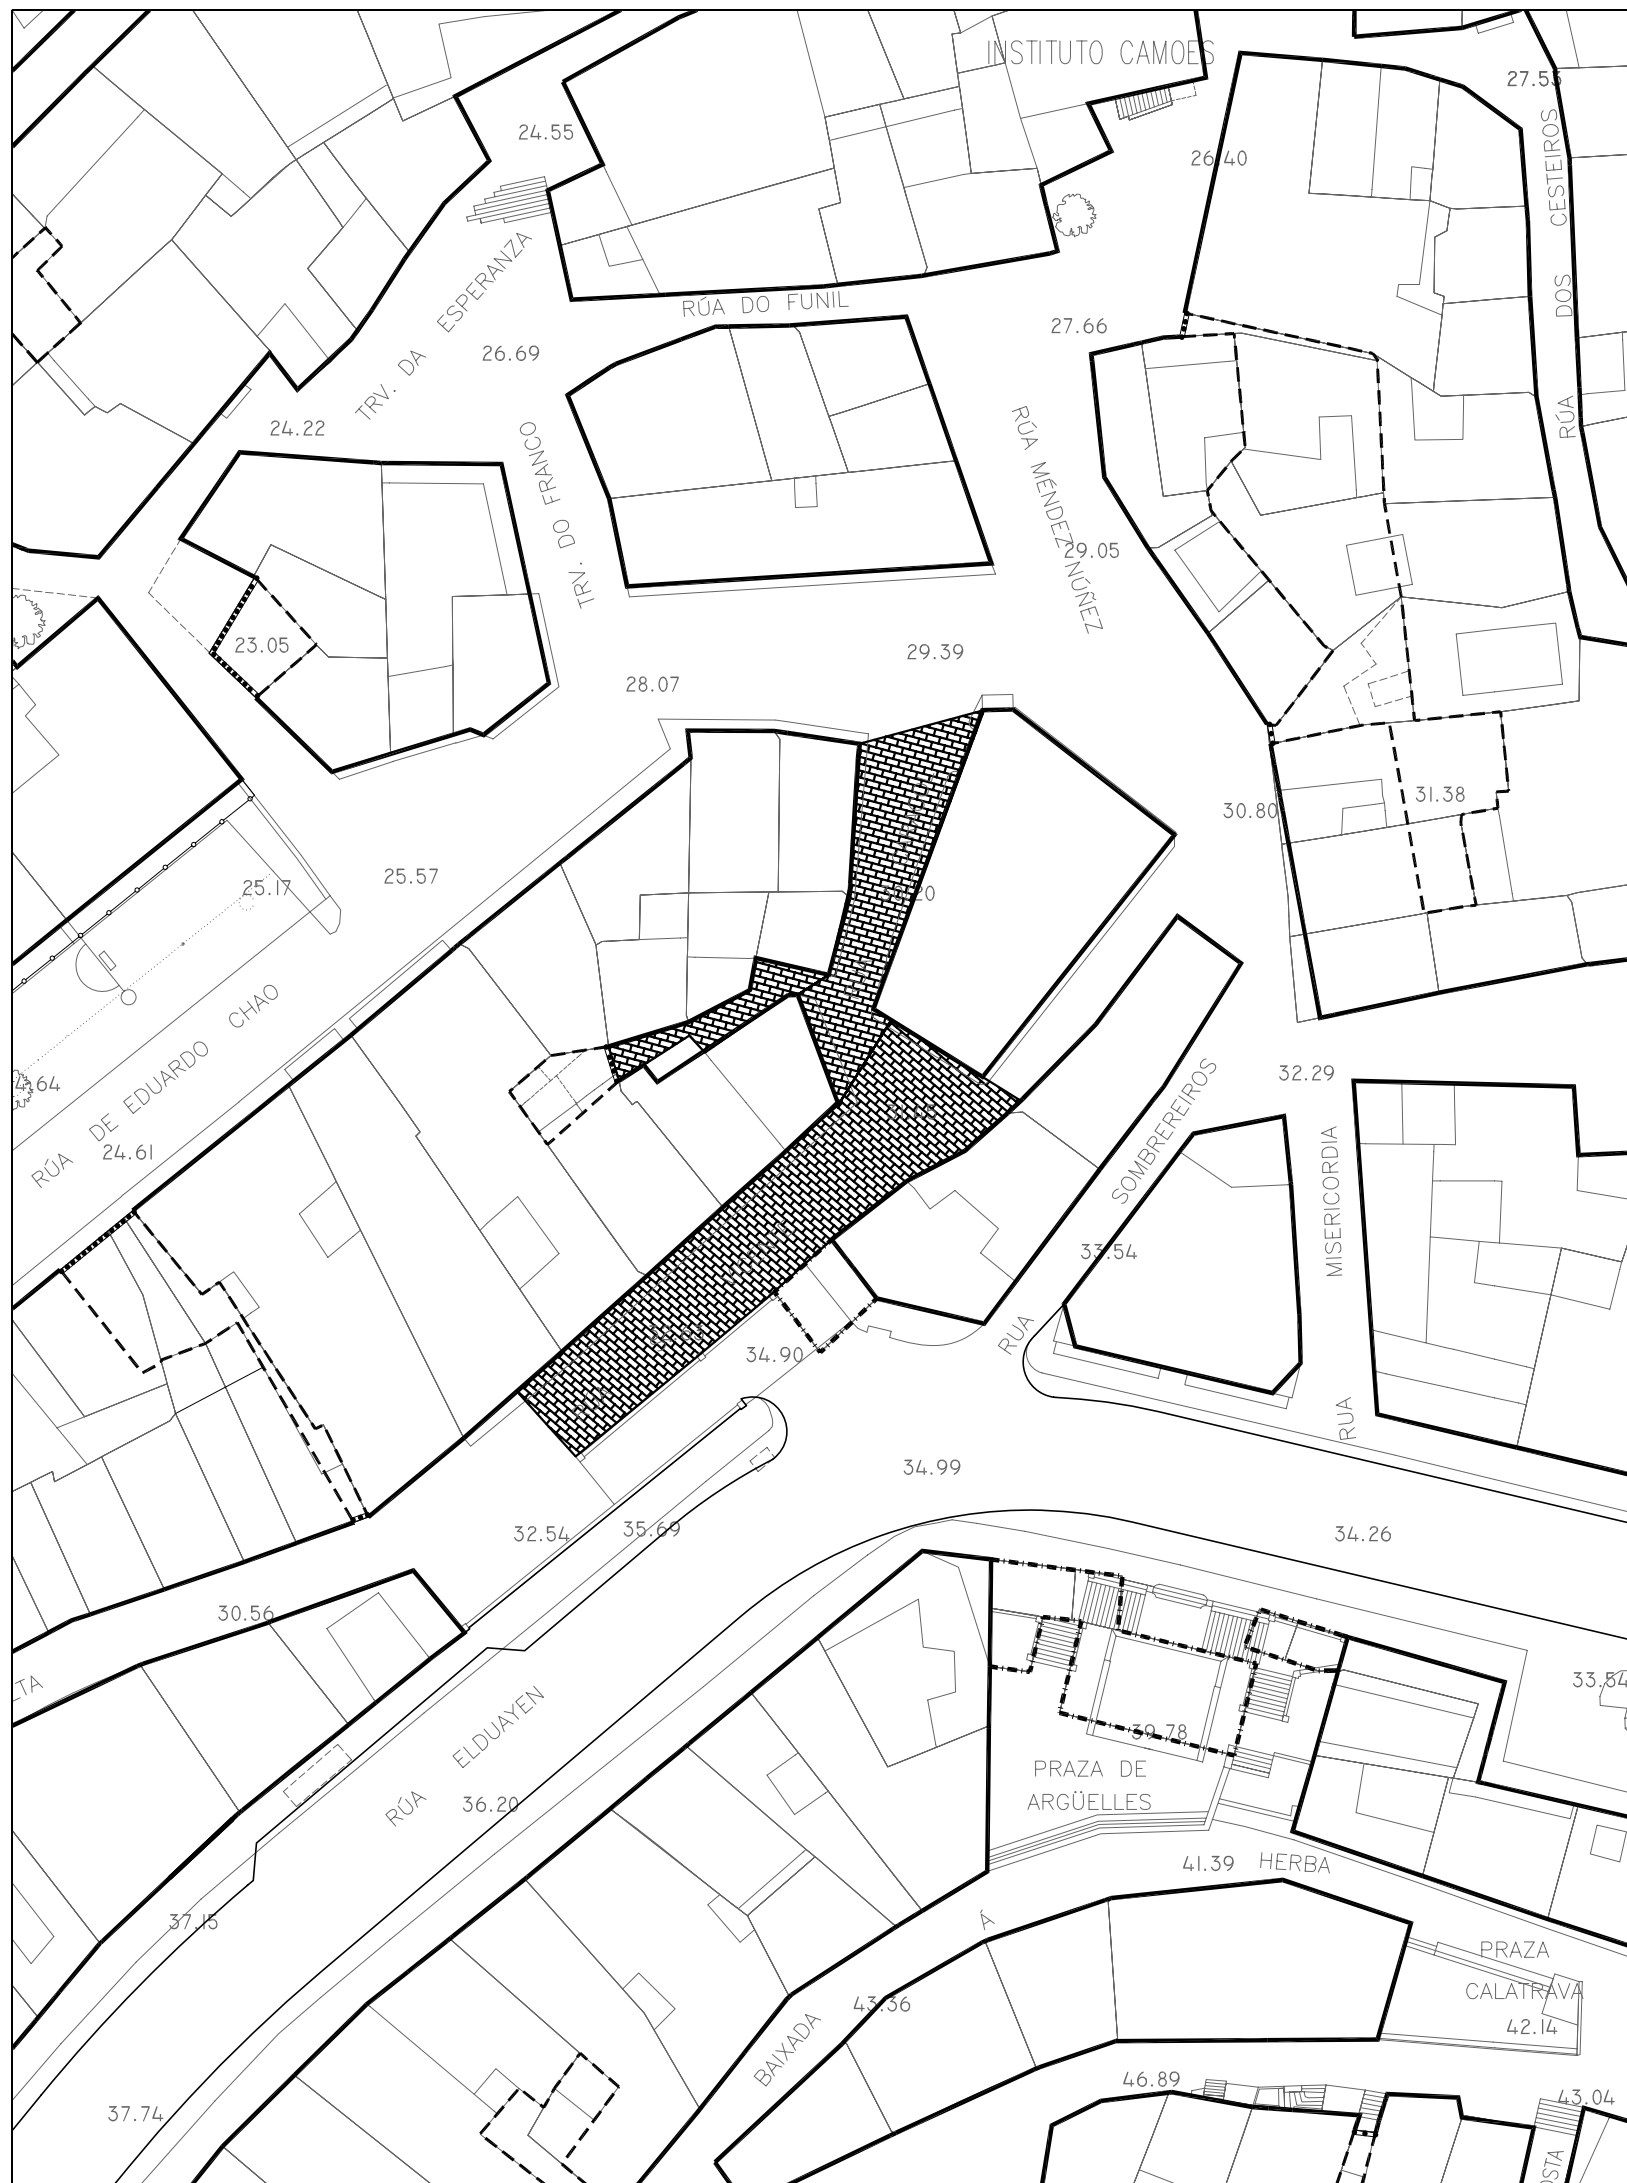 INSTITUTO CAMOES
27.53
24.55
26.40
RÚA DOS CESTEIROS
TRV. DA ESPERANZA
RÚA DO FUNIL
27.66
26.69
24.22
TRV. DO FRANCO
RÚA MÉNDEZ NÚÑEZ
29.05
23.05
29.39
28.07
30.80
31.38
25.57
25.17
RÚA DE EDUARDO CHAO
24.61
32.29
RUA SOMBREREIROS
RUA MISERICORDIA
33.54
34.90
34.99
32.54
35.69
34.26
30.56
RÚA ELDUAYEN
33.54
39.78
PRAZA DE
ARGÜELLES
36.20
41.39
BAIXADA Á HERBA
37.15
PRAZA
CALATRAVA
43.36
42.14
46.89
43.04
37.74